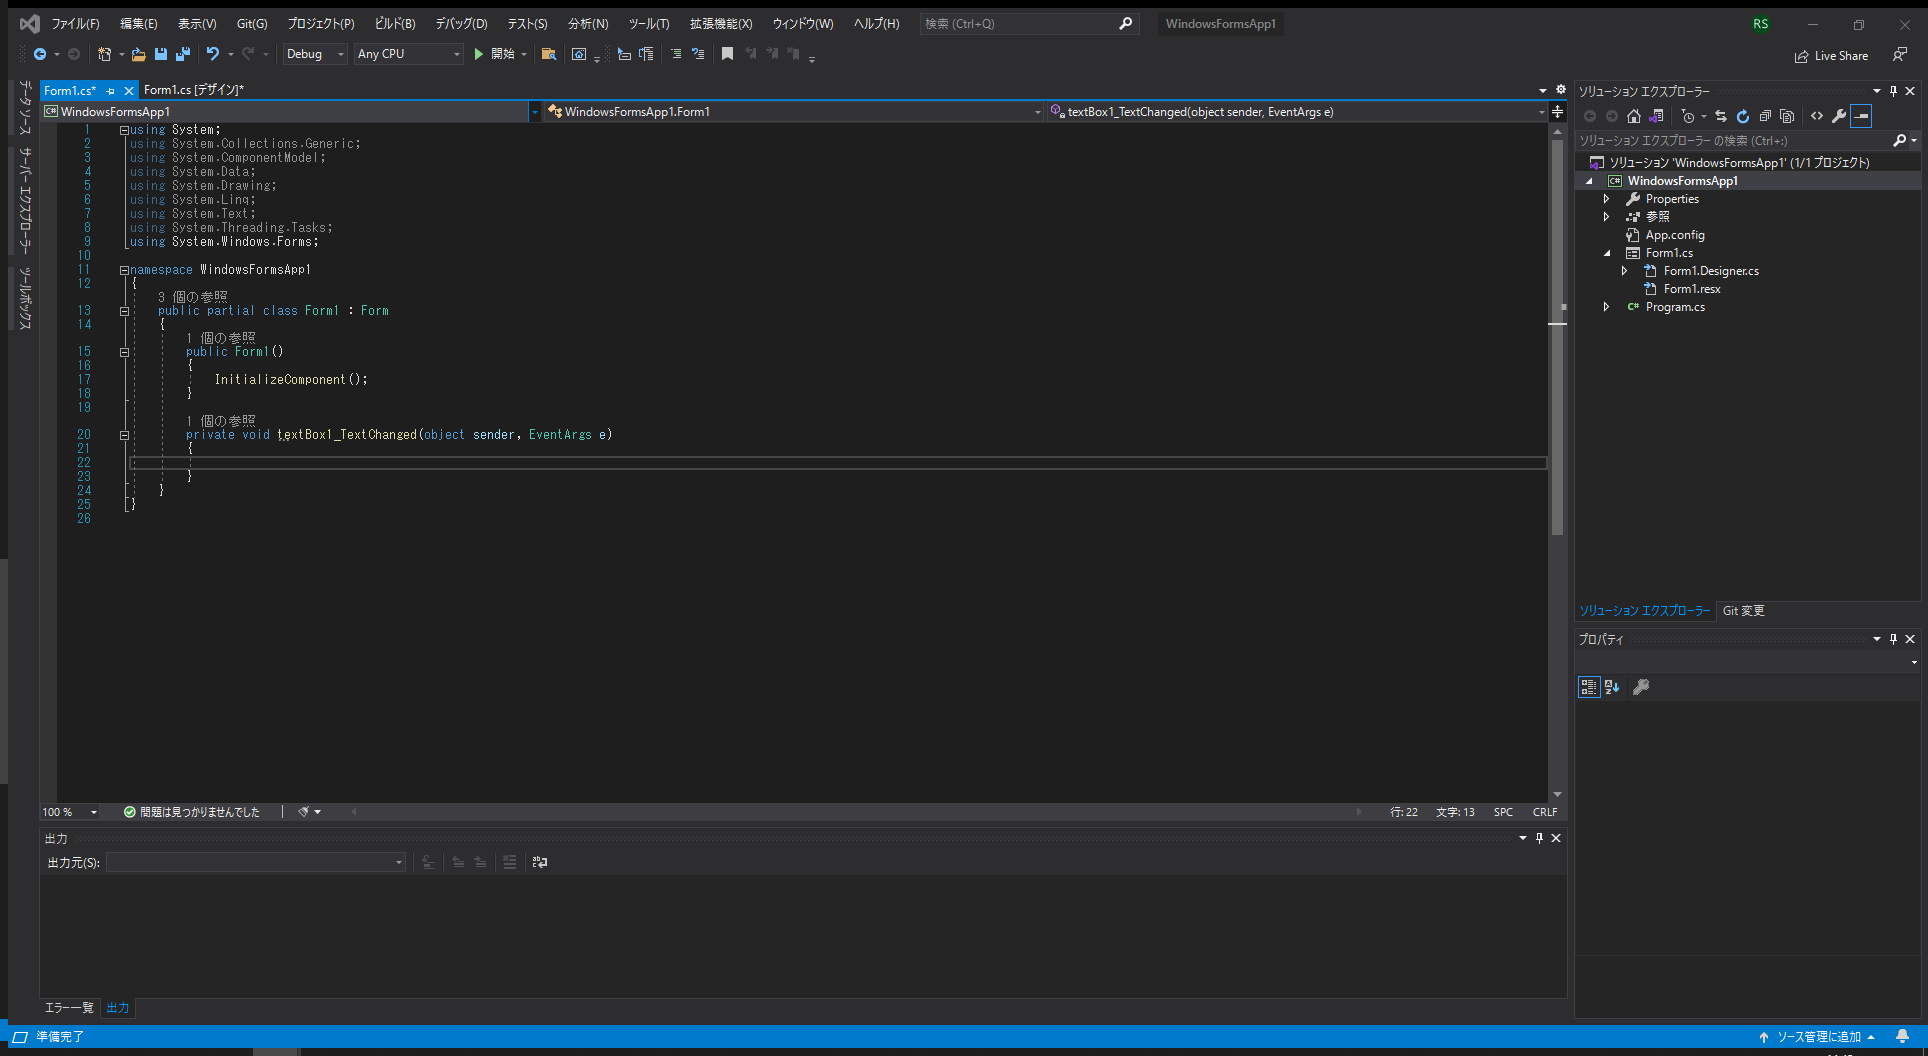 ファイル(F) 編集(E) 表示(V) Git(G) プロジェクト(P) ビルド(B) デバッグ(D) テスト(S) 分析(N) ツール(T) 拡張機能(X) ウィンドウ(W) ヘルプ(H) 検索 (Ctrl+Q) WindowsFormsApp1 RS
Debug Any CPU 開始 Live Share
Form1.cs* Form1.cs [デザイン]*
WindowsFormsApp1 WindowsFormsApp1.Form1 textBox1_TextChanged(object sender, EventArgs e)
データ ソース
サーバー エクスプローラー
ツールボックス
1 using System;
2 using System.Collections.Generic;
3 using System.ComponentModel;
4 using System.Data;
5 using System.Drawing;
6 using System.Linq;
7 using System.Text;
8 using System.Threading.Tasks;
9 using System.Windows.Forms;
10
11 namespace WindowsFormsApp1
12 {
3 個の参照
13 public partial class Form1 : Form
14 {
1 個の参照
15 public Form1()
16 {
17 InitializeComponent();
18 }
19
1 個の参照
20 private void textBox1_TextChanged(object sender, EventArgs e)
21 {
22
23 }
24 }
25 }
26
100 % 問題は見つかりませんでした 行: 22 文字: 13 SPC CRLF
出力
出力元(S):
エラー一覧 出力
ソリューション エクスプローラー
ソリューション エクスプローラー の検索 (Ctrl+;)
ソリューション 'WindowsFormsApp1' (1/1 プロジェクト)
C# WindowsFormsApp1
Properties
参照
App.config
Form1.cs
Form1.Designer.cs
Form1.resx
C# Program.cs
ソリューション エクスプローラー Git 変更
プロパティ
準備完了 ソース管理に追加